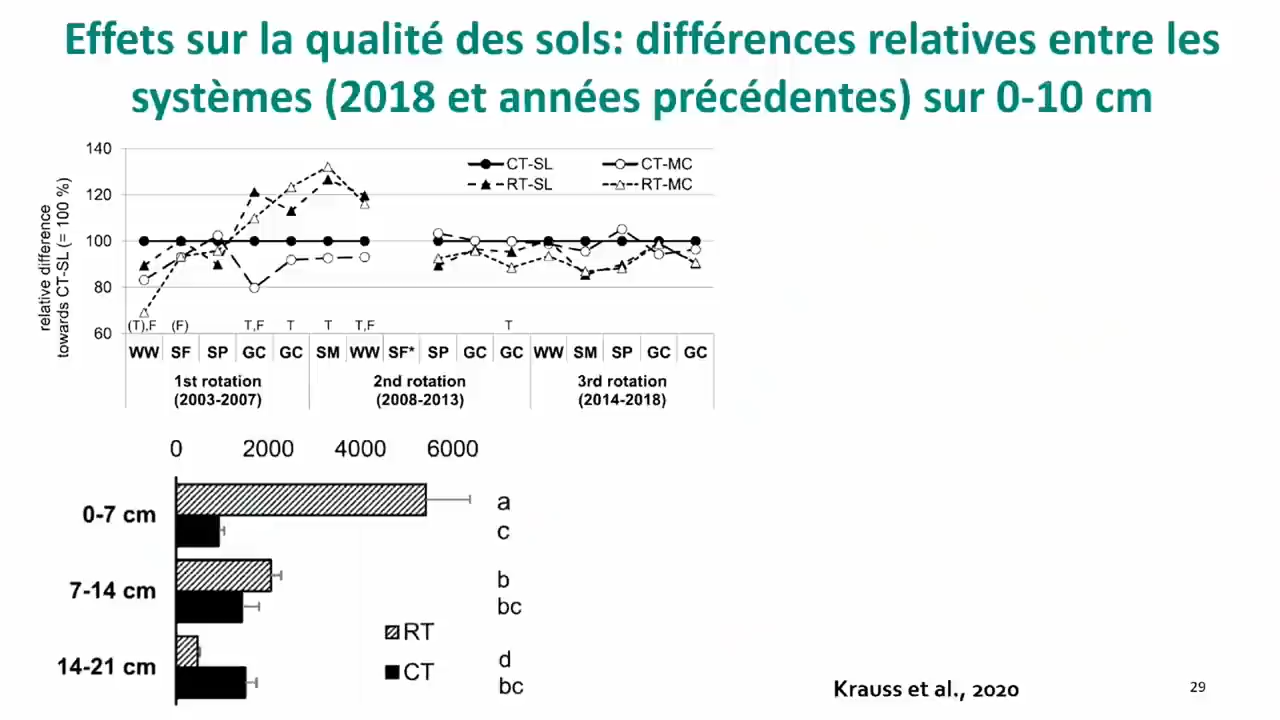 Effets sur la qualité des sols: différences relatives entre les
systèmes (2018 et années précédentes) sur 0-10 cm
relative difference
towards CT-SL (= 100 %)
140
120
100
80
60
CT-SL
CT-MC
RT-SL
RT-MC
(T),F
(F)
T,F
T
T
T,F
T
WW SF SP GC GC SM WW SF* SP GC GC WW SM SP GC GC
1st rotation
(2003-2007)
2nd rotation
(2008-2013)
3rd rotation
(2014-2018)
0 2000 4000 6000
0-7 cm
a
c
7-14 cm
b
bc
14-21 cm
d
bc
RT
CT
Krauss et al., 2020
29